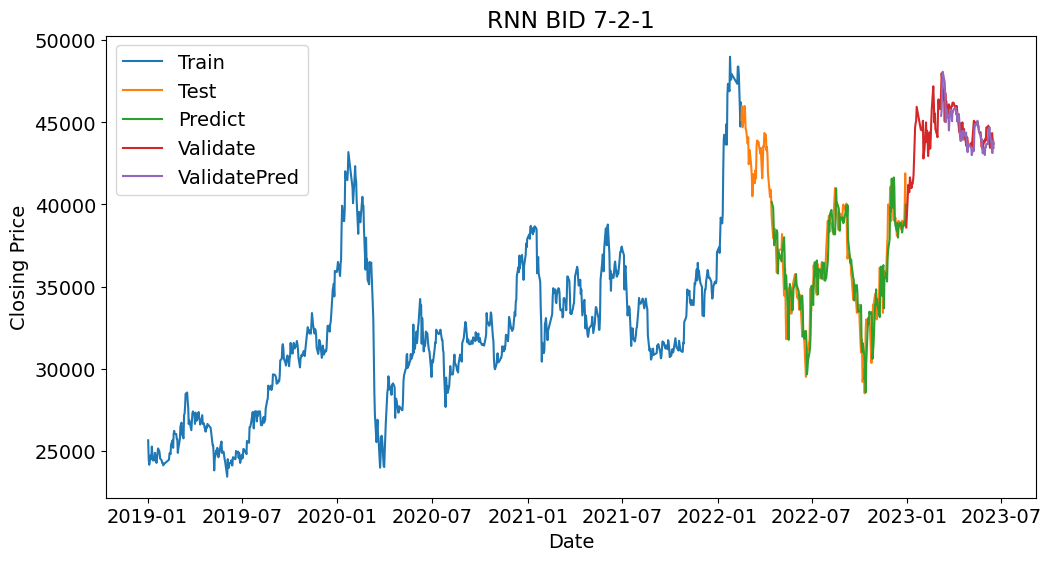 RNN BID 7-2-1
50000
45000
40000
35000
30000
25000
Closing Price
Train
Test
Predict
Validate
ValidatePred
2019-01 2019-07 2020-01 2020-07 2021-01 2021-07 2022-01 2022-07 2023-01 2023-07
Date